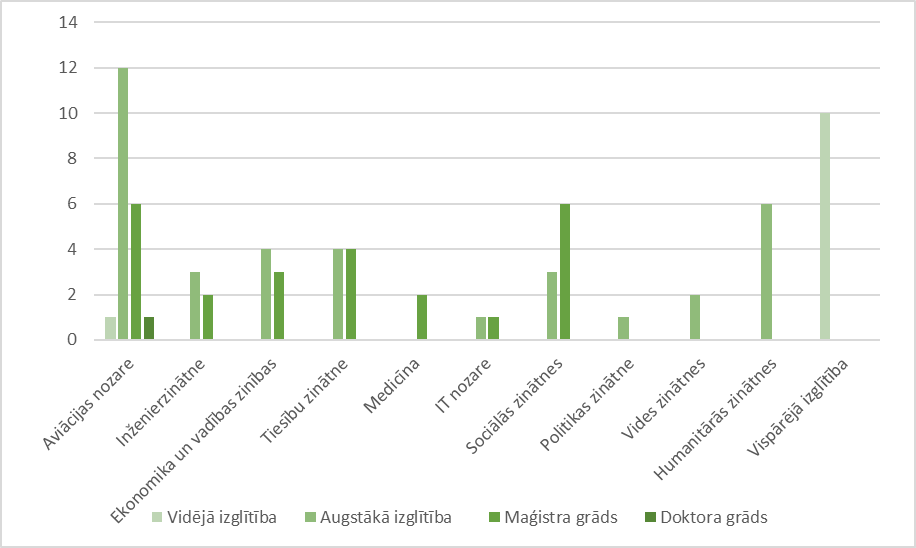 14
12
10
8
6
4
2
0
Aviācijas nozare
Inženierzinātne
Ekonomika un vadības zinības
Tiesību zinātne
Medicīna
IT nozare
Sociālās zinātnes
Politikas zinātne
Vides zinātnes
Humanitārās zinātnes
Vispārējā izglītība
Vidējā izglītība Augstākā izglītība Maģistra grāds Doktora grāds